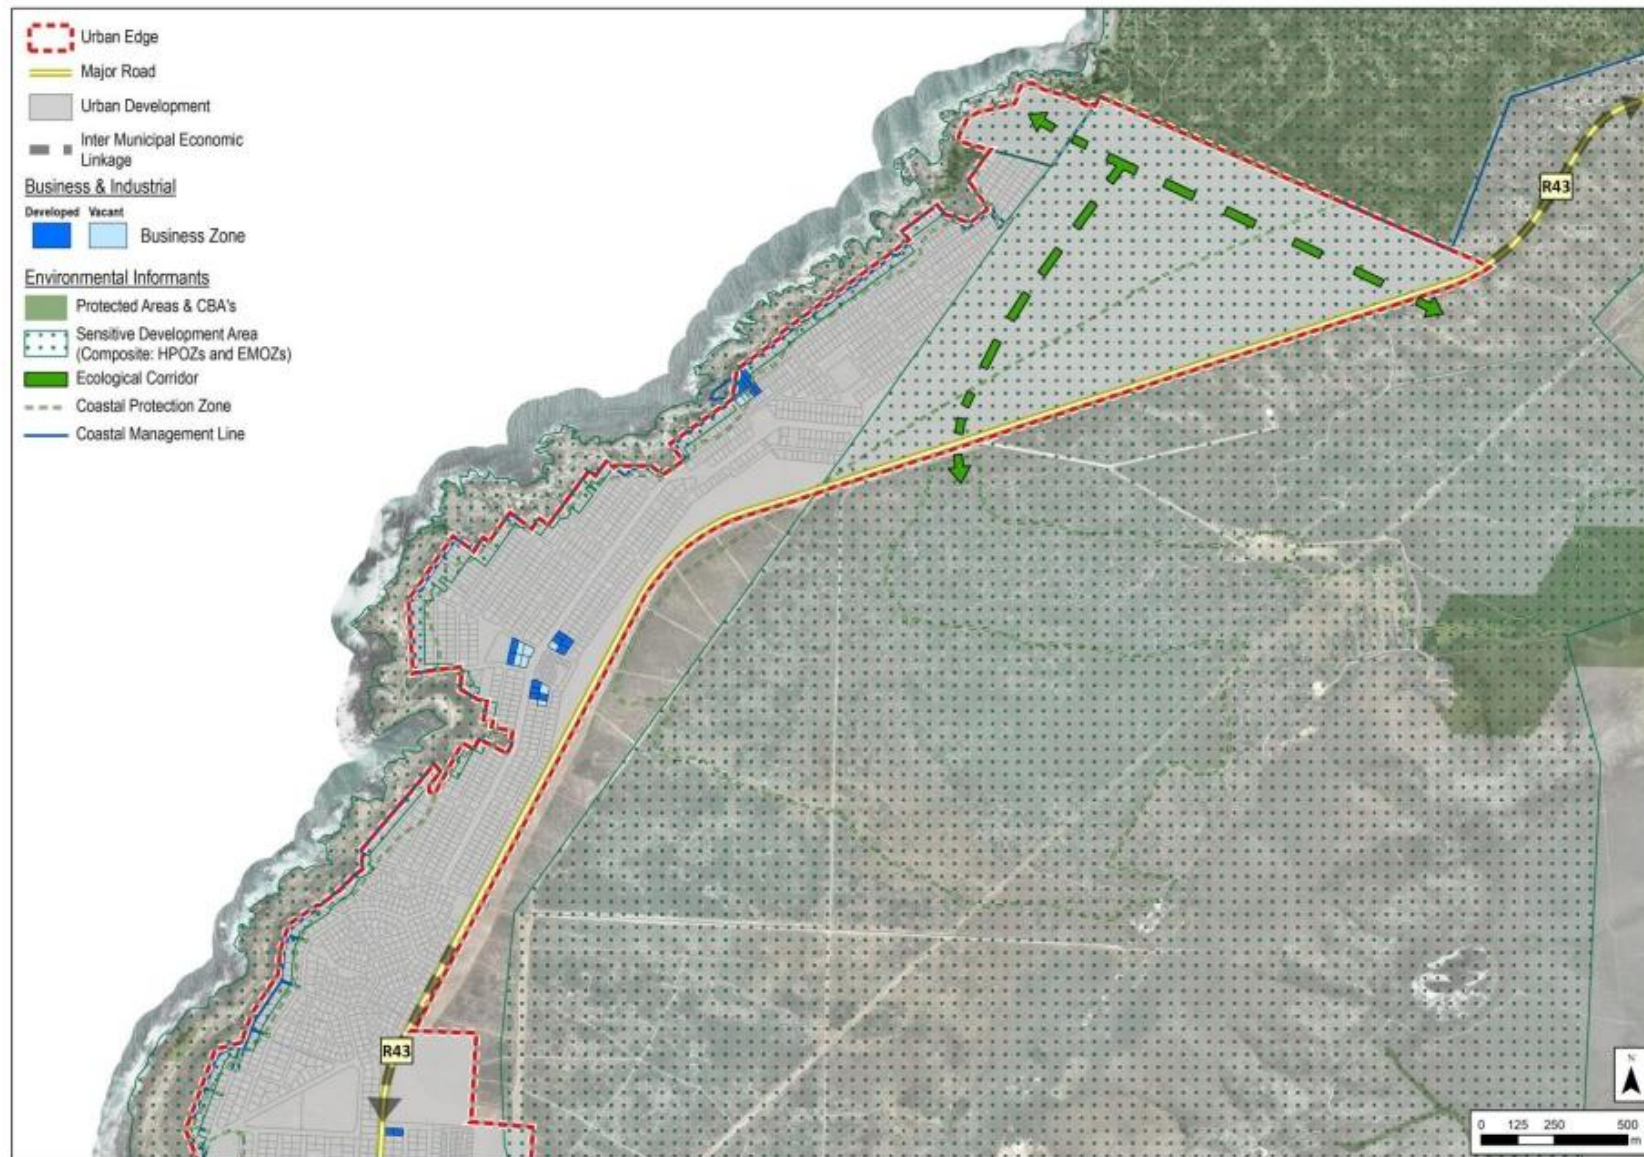 Urban Edge
Major Road
Urban Development
Inter Municipal Economic
Linkage
Business & Industrial
Developed Vacant
Business Zone
Environmental Informants
Protected Areas & CBA's
Sensitive Development Area
(Composite: HPOZs and EMOZs)
Ecological Corridor
Coastal Protection Zone
Coastal Management Line
R43
R43
N
0 125 250 500
m